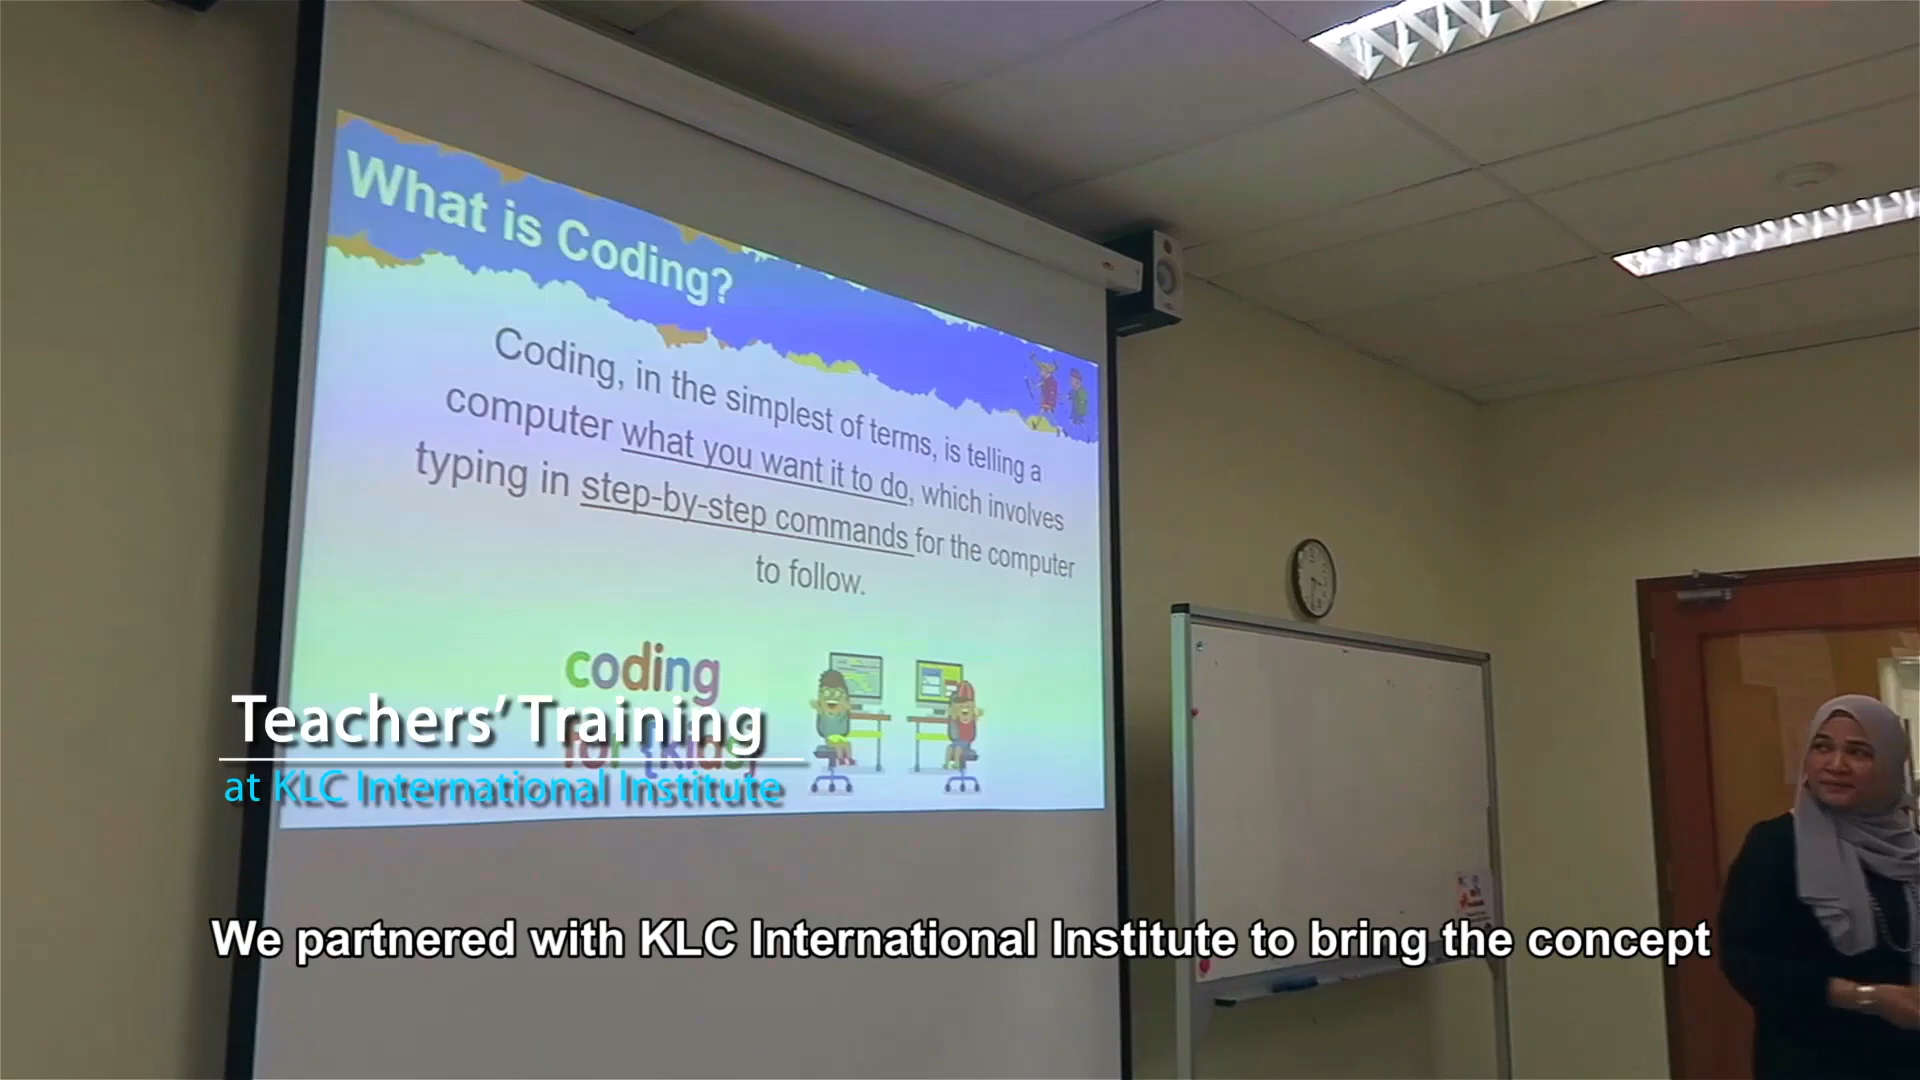 What is Coding?
Coding, in the simplest of terms, is telling a
computer what you want it to do, which involves
typing in step-by-step commands for the computer
to follow.
coding
for {kids}
Teachers' Training
at KLC International Institute
We partnered with KLC International Institute to bring the concept